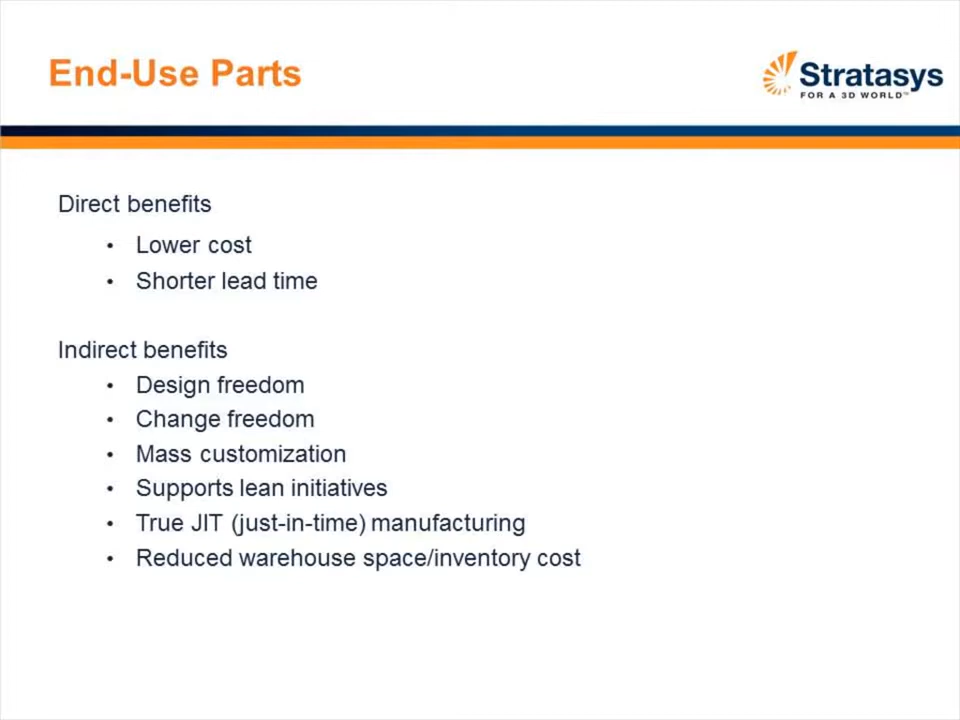 End-Use Parts
Stratasys
FOR A 3D WORLD™
Direct benefits
• Lower cost
• Shorter lead time
Indirect benefits
• Design freedom
• Change freedom
• Mass customization
• Supports lean initiatives
• True JIT (just-in-time) manufacturing
• Reduced warehouse space/inventory cost